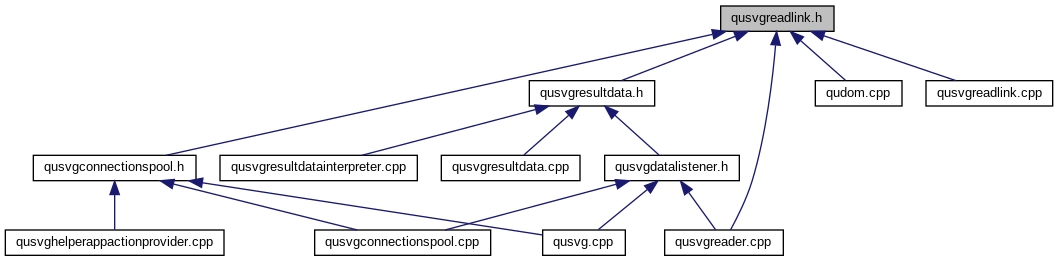 qusvgreadlink.h
qusvgresultdata.h
qudom.cpp
qusvgreadlink.cpp
qusvgconnectionspool.h
qusvgresultdatainterpreter.cpp
qusvgresultdata.cpp
qusvgdatalistener.h
qusvghelperappactionprovider.cpp
qusvgconnectionspool.cpp
qusvg.cpp
qusvgreader.cpp